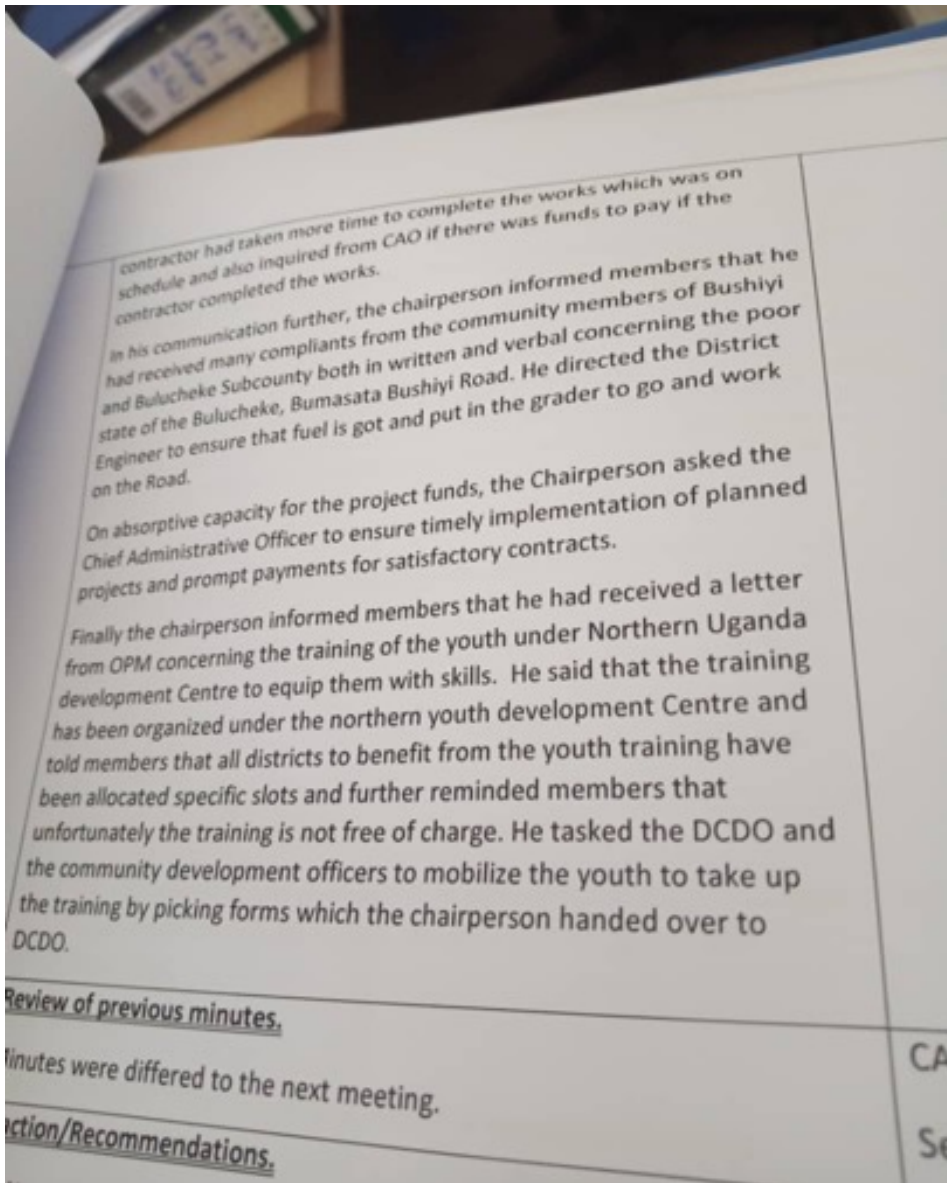 contractor had taken more time to complete the works which was on
schedule and also inquired from CAO if there was funds to pay if the
contractor completed the works.
In his communication further, the chairperson informed members that he
had received many compliants from the community members of Bushiyi
and Bulucheke Subcounty both in written and verbal concerning the poor
state of the Bulucheke, Bumasata Bushiyi Road. He directed the District
Engineer to ensure that fuel is got and put in the grader to go and work
on the Road.
On absorptive capacity for the project funds, the Chairperson asked the
Chief Administrative Officer to ensure timely implementation of planned
projects and prompt payments for satisfactory contracts.
Finally the chairperson informed members that he had received a letter
from OPM concerning the training of the youth under Northern Uganda
development Centre to equip them with skills. He said that the training
has been organized under the northern youth development Centre and
told members that all districts to benefit from the youth training have
been allocated specific slots and further reminded members that
unfortunately the training is not free of charge. He tasked the DCDO and
the community development officers to mobilize the youth to take up
the training by picking forms which the chairperson handed over to
DCDO.
Review of previous minutes.
CA
inutes were differed to the next meeting.
Se
action/Recommendations.